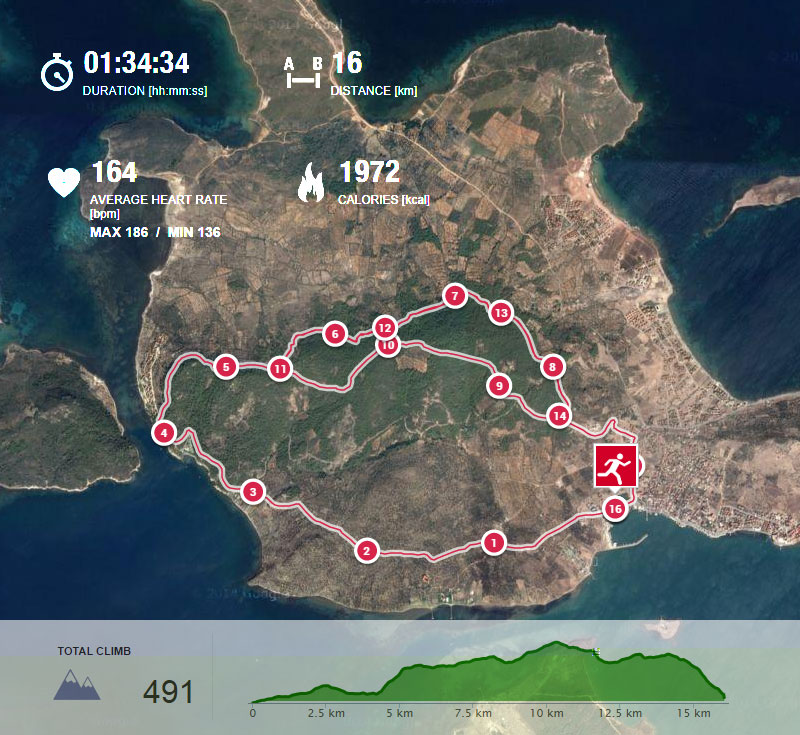 01:34:34
DURATION [hh:mm:ss]
A B 16
DISTANCE [km]
164
AVERAGE HEART RATE
[bpm]
MAX 186 / MIN 136
1972
CALORIES [kcal]
7
13
12
6
10
5
11
8
9
14
4
3
16
1
2
TOTAL CLIMB
491
0 2.5 km 5 km 7.5 km 10 km 12.5 km 15 km